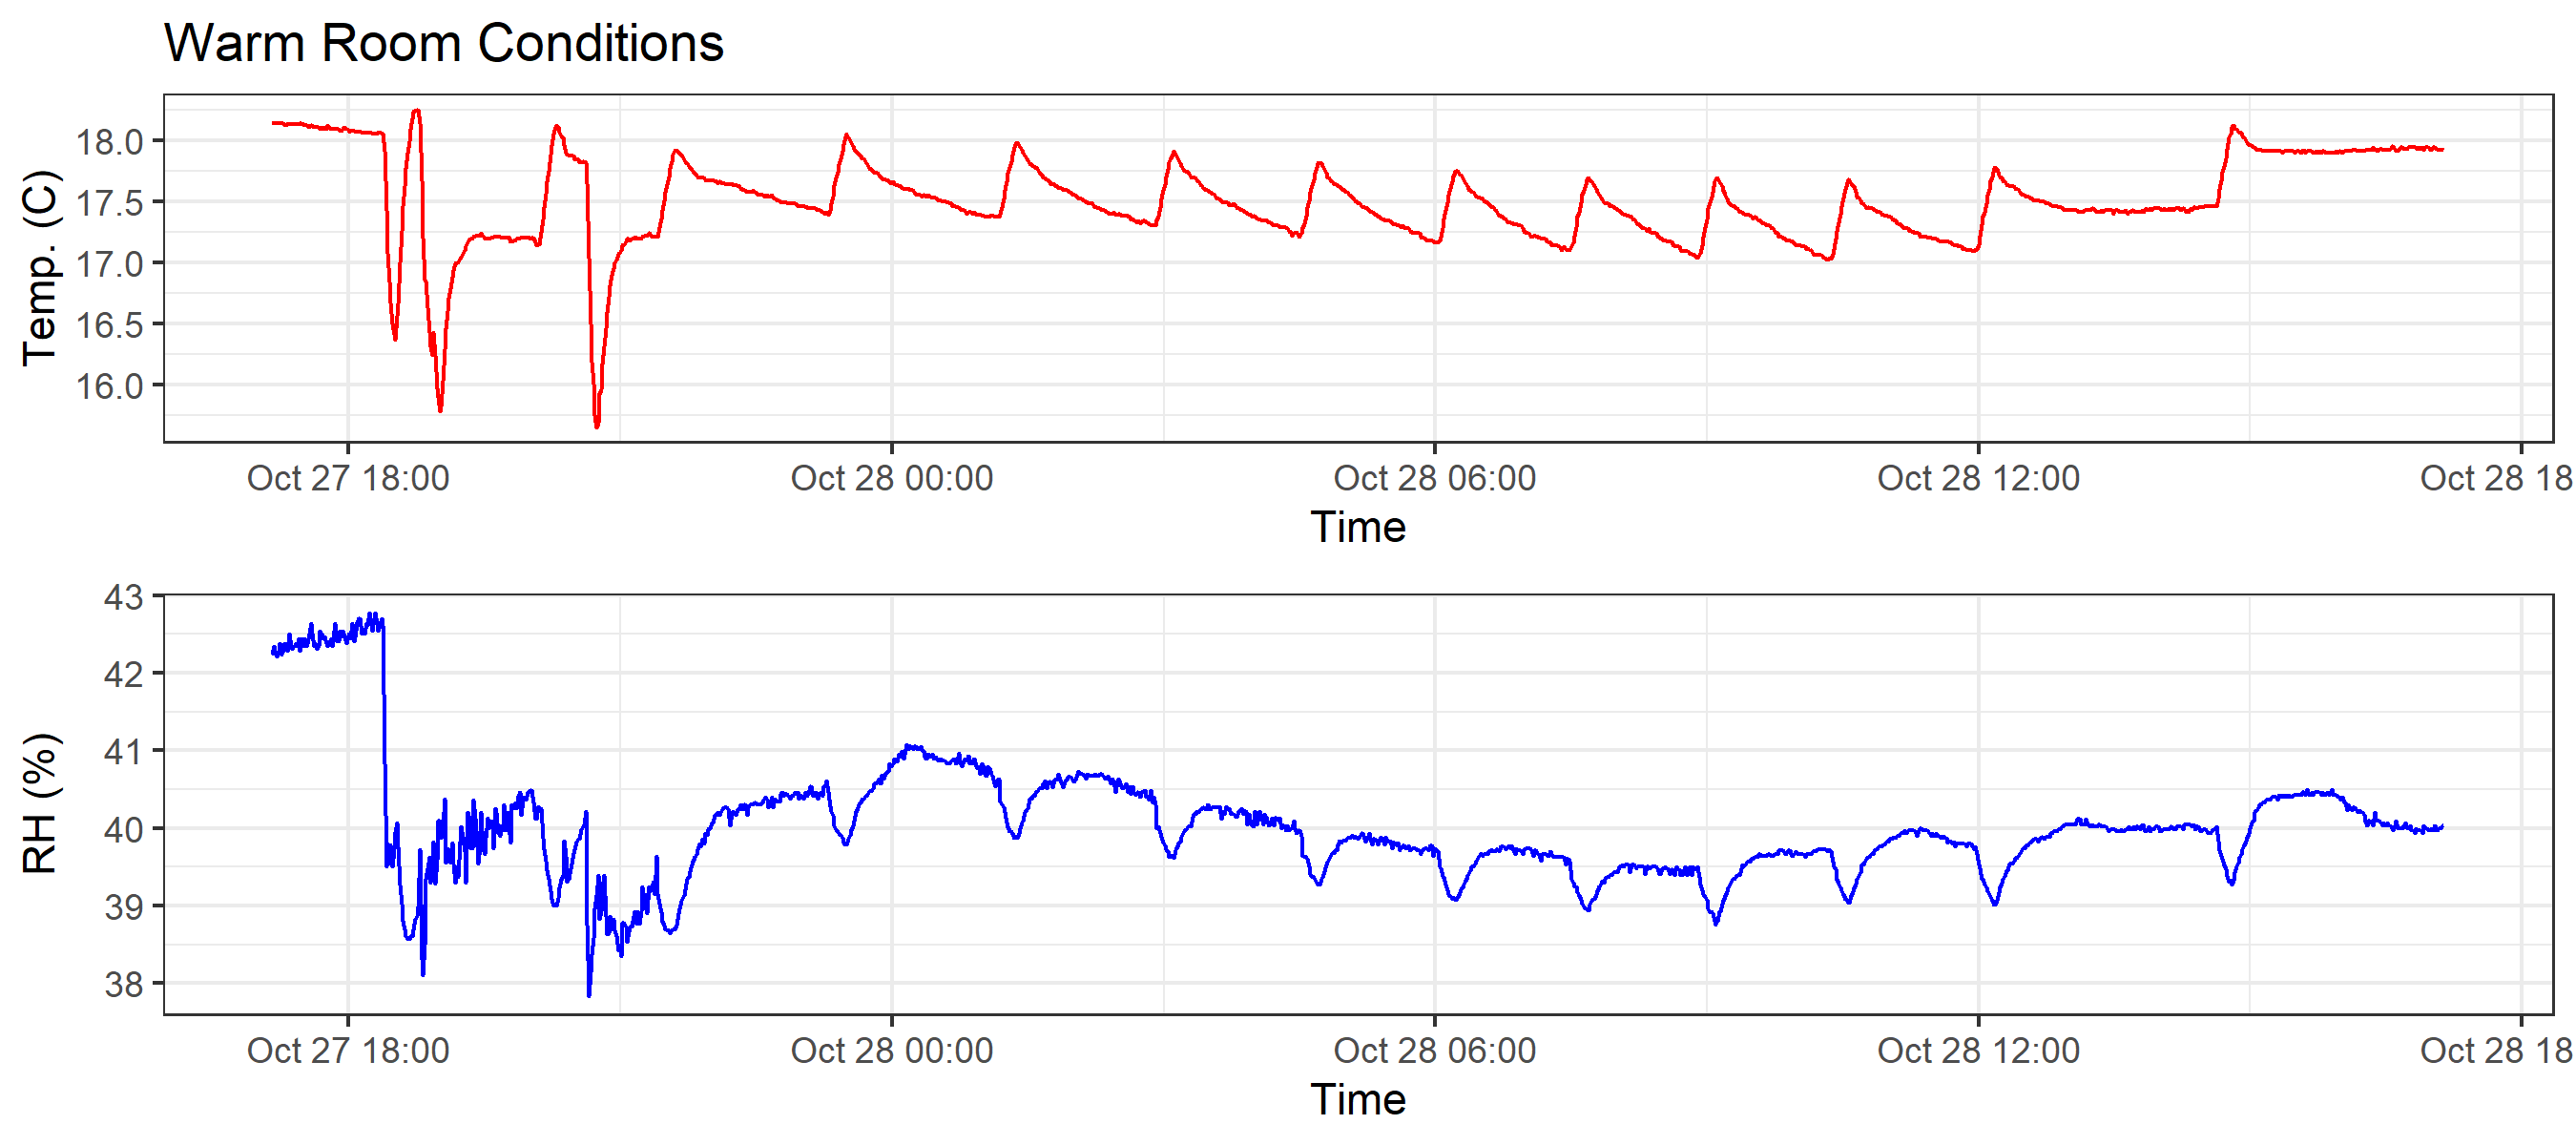 Warm Room Conditions
Temp. (C)
18.0
17.5
17.0
16.5
16.0
Oct 27 18:00 Oct 28 00:00 Oct 28 06:00 Oct 28 12:00 Oct 28 18
Time
RH (%)
43
42
41
40
39
38
Oct 27 18:00 Oct 28 00:00 Oct 28 06:00 Oct 28 12:00 Oct 28 18
Time